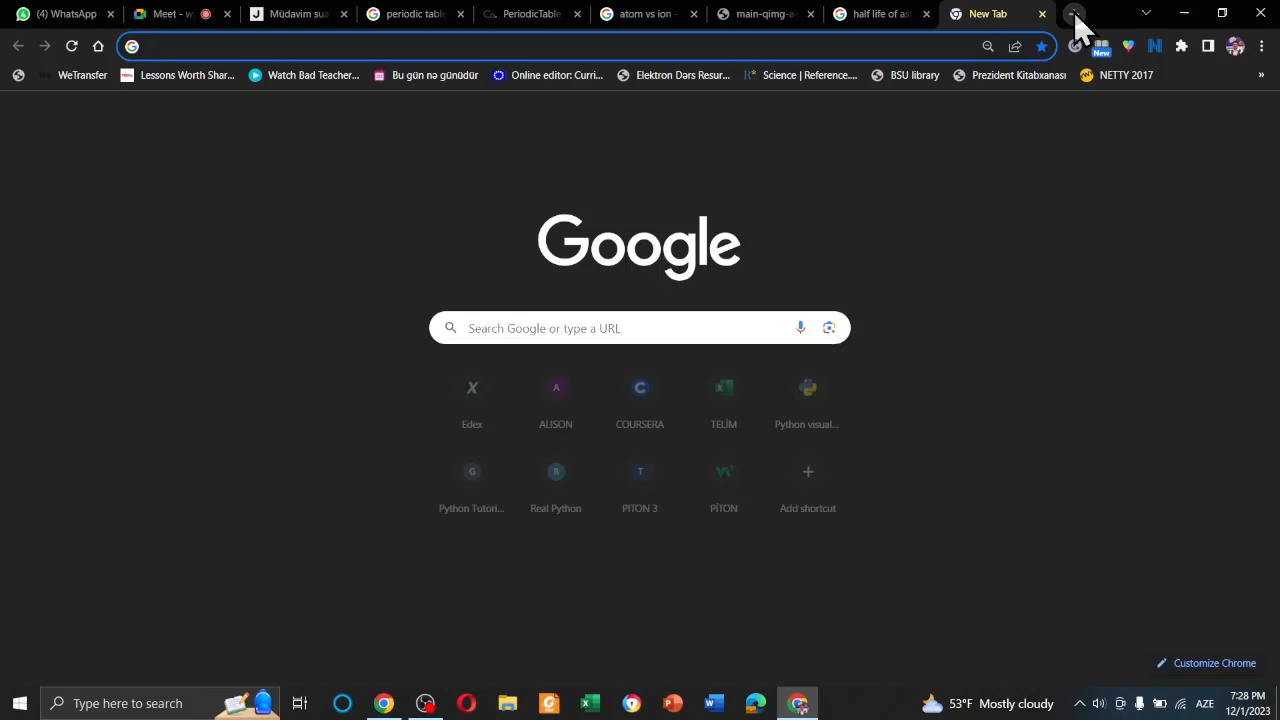 (4) WhatsApp
Meet - w
Müdavim sua
periodic table
PeriodicTable
atom vs ion -
main-qimg-a
half life of as
New Tab
New
WeTransfer
Lessons Worth Shar...
Watch Bad Teacher...
Bu gün nə günüdür
Online editor: Curri...
Elektron Dərs Resur...
Science | Reference....
BSU library
Prezident Kitabxanası
NETTY 2017
»
Google
Search Google or type a URL
Edex
ALISON
COURSERA
TELİM
Python visual...
Python Tutori...
Real Python
PITON 3
PİTON
Add shortcut
Customize Chrome
Type here to search
53°F Mostly cloudy
AZE
7:28 PM
12/1/2023